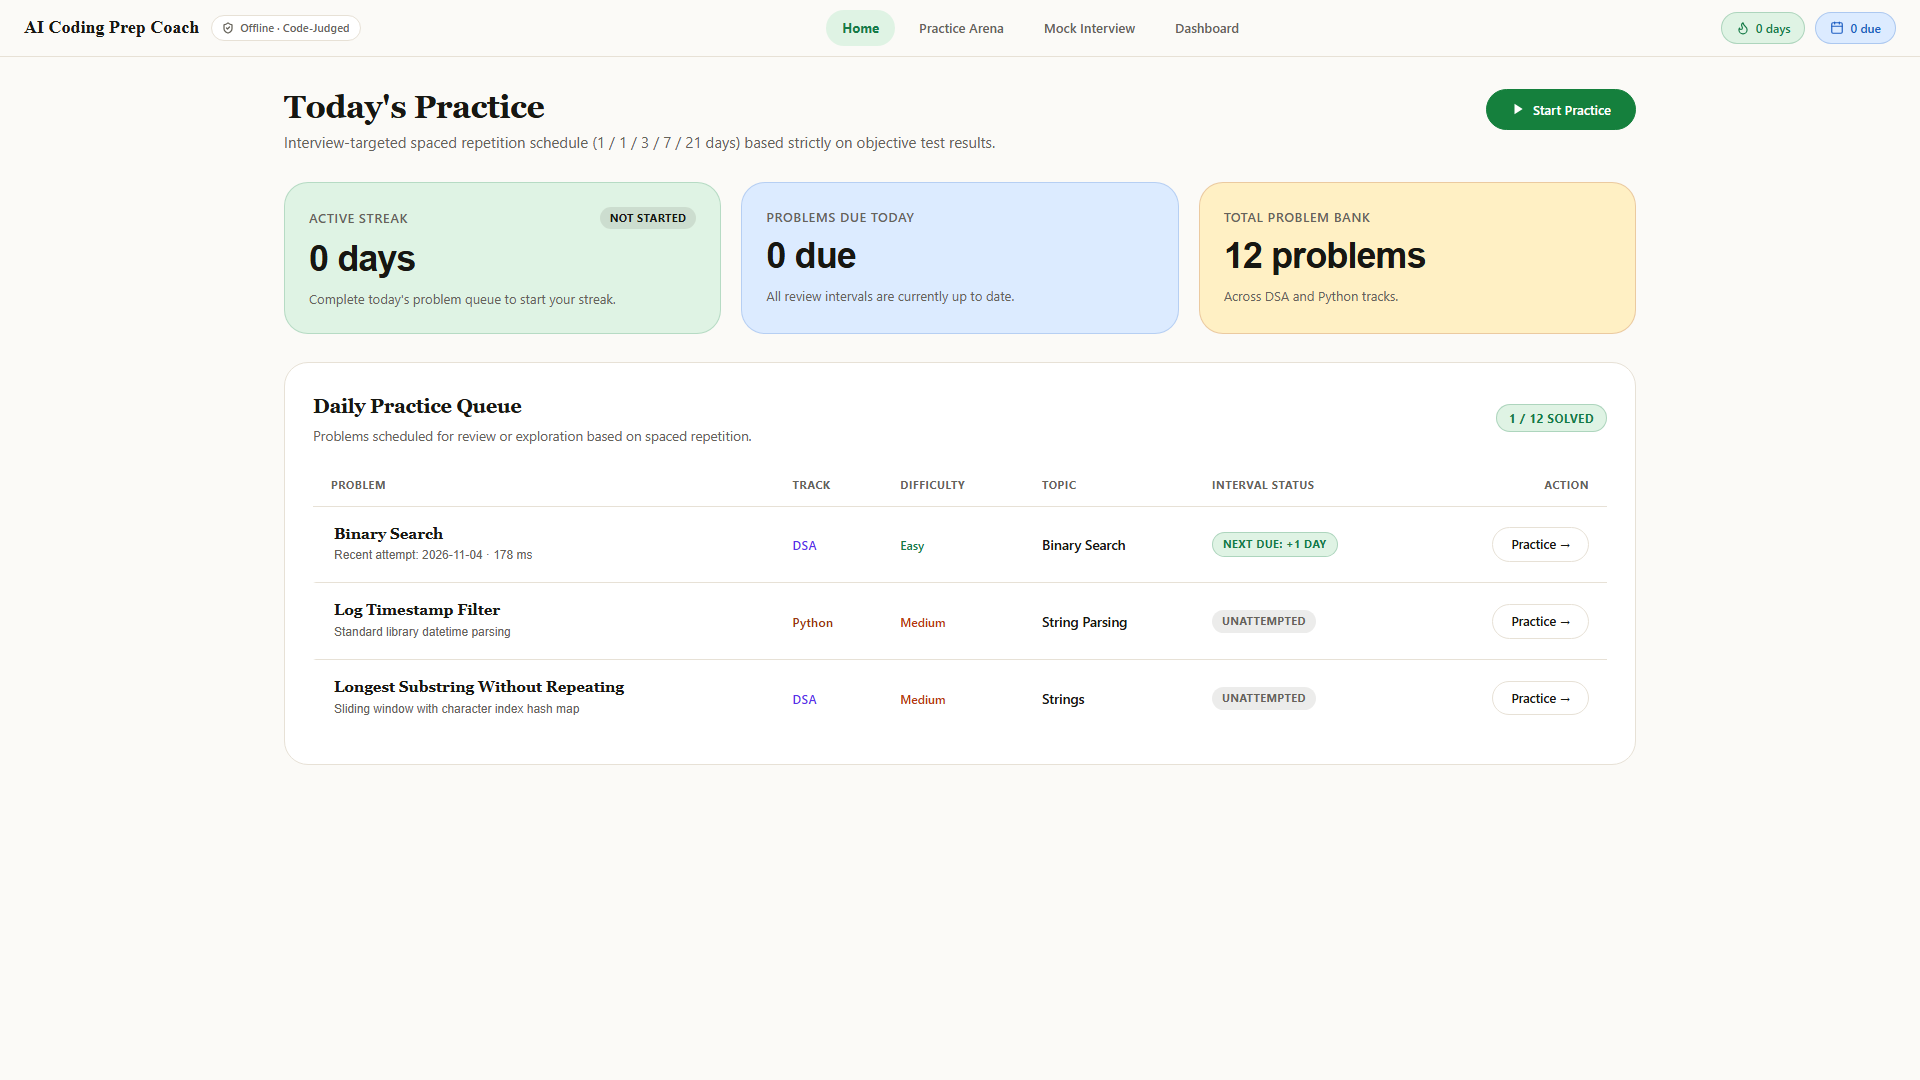 AI Coding Prep Coach
Offline · Code-Judged
Home
Practice Arena
Mock Interview
Dashboard
0 days
0 due
Today's Practice
Interview-targeted spaced repetition schedule (1 / 1 / 3 / 7 / 21 days) based strictly on objective test results.
Start Practice
ACTIVE STREAK
NOT STARTED
0 days
Complete today's problem queue to start your streak.
PROBLEMS DUE TODAY
0 due
All review intervals are currently up to date.
TOTAL PROBLEM BANK
12 problems
Across DSA and Python tracks.
Daily Practice Queue
Problems scheduled for review or exploration based on spaced repetition.
1 / 12 SOLVED
PROBLEM TRACK DIFFICULTY TOPIC INTERVAL STATUS ACTION
Binary Search
Recent attempt: 2026-11-04 · 178 ms
DSA Easy Binary Search NEXT DUE: +1 DAY Practice →
Log Timestamp Filter
Standard library datetime parsing
Python Medium String Parsing UNATTEMPTED Practice →
Longest Substring Without Repeating
Sliding window with character index hash map
DSA Medium Strings UNATTEMPTED Practice →